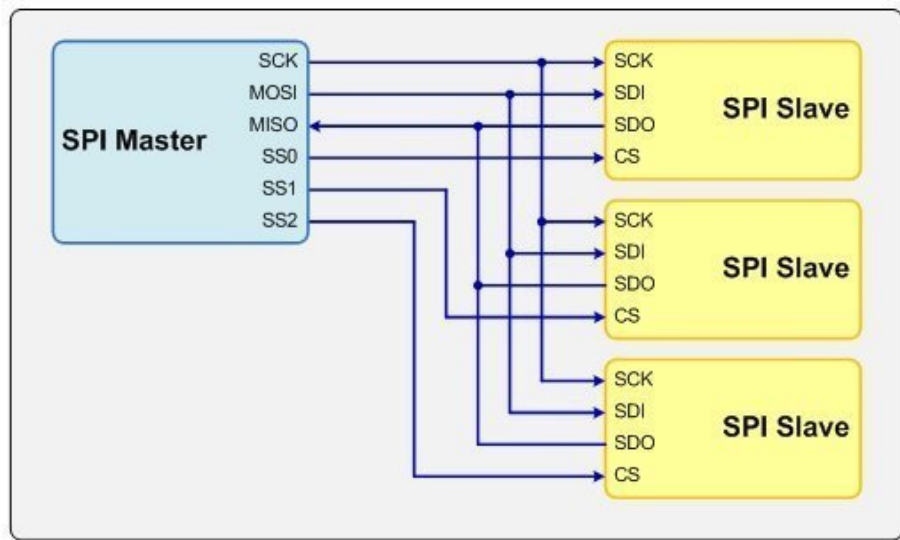 SPI Master
SCK
MOSI
MISO
SS0
SS1
SS2
SCK
SDI
SDO
CS
SPI Slave
SCK
SDI
SDO
CS
SPI Slave
SCK
SDI
SDO
CS
SPI Slave